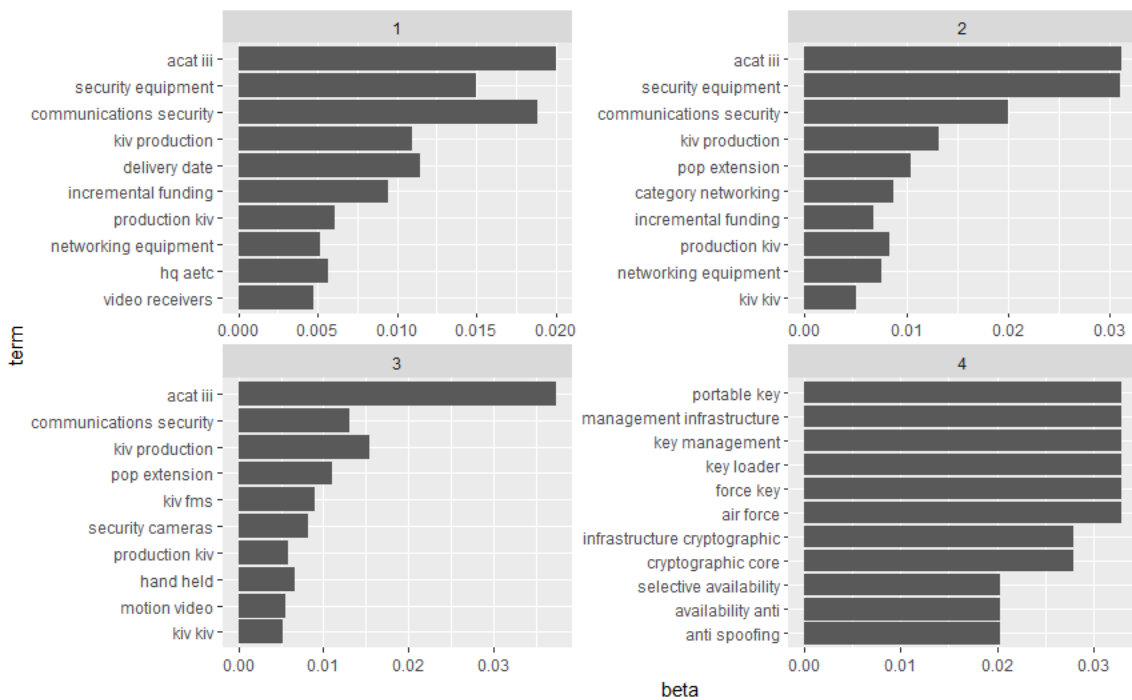 1
acat iii
security equipment
communications security
kiv production
delivery date
incremental funding
production kiv
networking equipment
hq aetc
video receivers
0.000 0.005 0.010 0.015 0.020
2
acat iii
security equipment
communications security
kiv production
pop extension
category networking
incremental funding
production kiv
networking equipment
kiv kiv
0.00 0.01 0.02 0.03
term
3
acat iii
communications security
kiv production
pop extension
kiv fms
security cameras
production kiv
hand held
motion video
kiv kiv
0.00 0.01 0.02 0.03
4
portable key
management infrastructure
key management
key loader
force key
air force
infrastructure cryptographic
cryptographic core
selective availability
availability anti
anti spoofing
0.00 0.01 0.02 0.03
beta